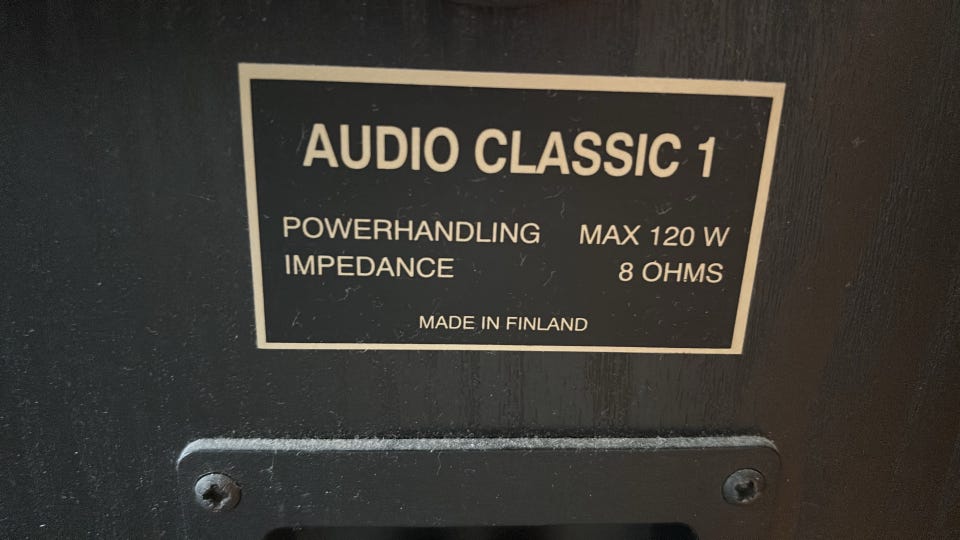 AUDIO CLASSIC 1
POWERHANDLING MAX 120 W
IMPEDANCE 8 OHMS
MADE IN FINLAND